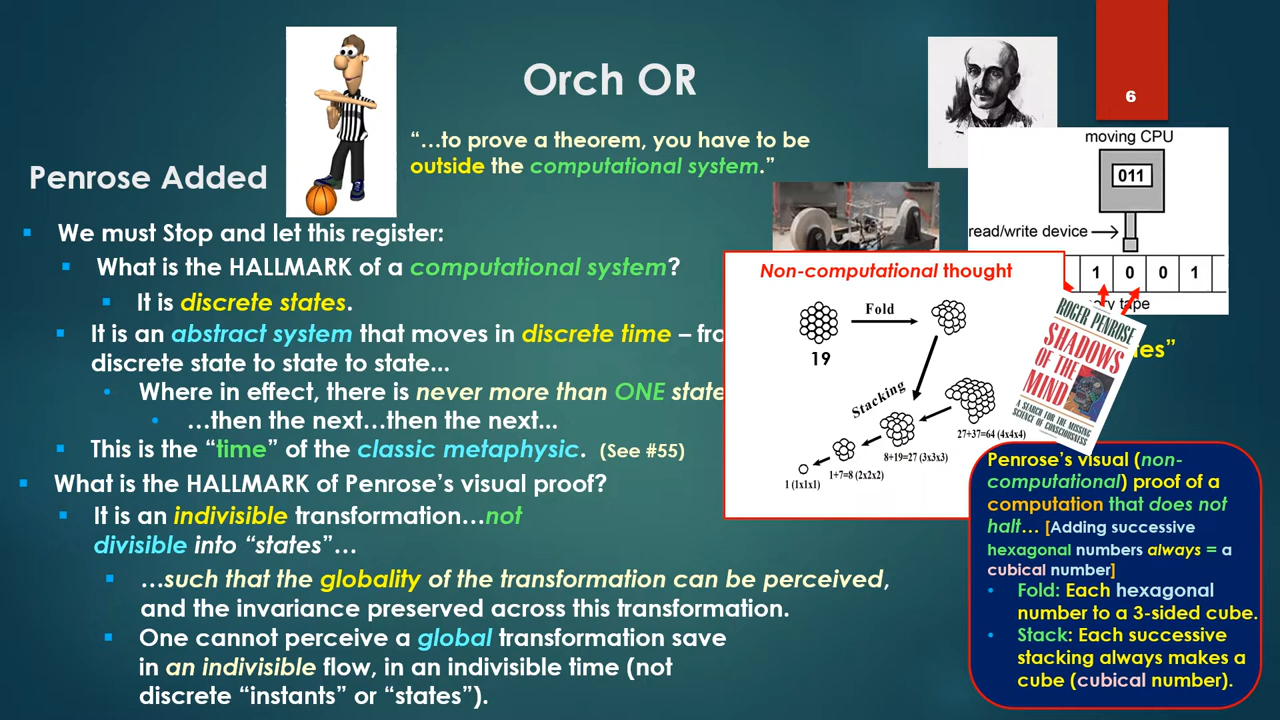 Orch OR
6
“…to prove a theorem, you have to be
outside the computational system.”
Penrose Added
We must Stop and let this register:
What is the HALLMARK of a computational system?
It is discrete states.
It is an abstract system that moves in discrete time – fro
discrete state to state to state...
Where in effect, there is never more than ONE state
...then the next…then the next...
This is the “time” of the classic metaphysic. (See #55)
What is the HALLMARK of Penrose’s visual proof?
It is an indivisible transformation…not
divisible into “states”…
…such that the globality of the transformation can be perceived,
and the invariance preserved across this transformation.
One cannot perceive a global transformation save
in an indivisible flow, in an indivisible time (not
discrete “instants” or “states”).
moving CPU
011
read/write device
1 0 0 1
tape
Non-computational thought
Fold
19
Stacking
27+37=64 (4x4x4)
8+19=27 (3x3x3)
1+7=8 (2x2x2)
1 (1x1x1)
ROGER PENROSE
SHADOWS
OF THE
MIND
A SEARCH FOR THE MISSING
SCIENCE OF CONSCIOUSNESS
tes”
Penrose’s visual (non-
computational) proof of a
computation that does not
halt… [Adding successive
hexagonal numbers always = a
cubical number]
Fold: Each hexagonal
number to a 3-sided cube.
Stack: Each successive
stacking always makes a
cube (cubical number).